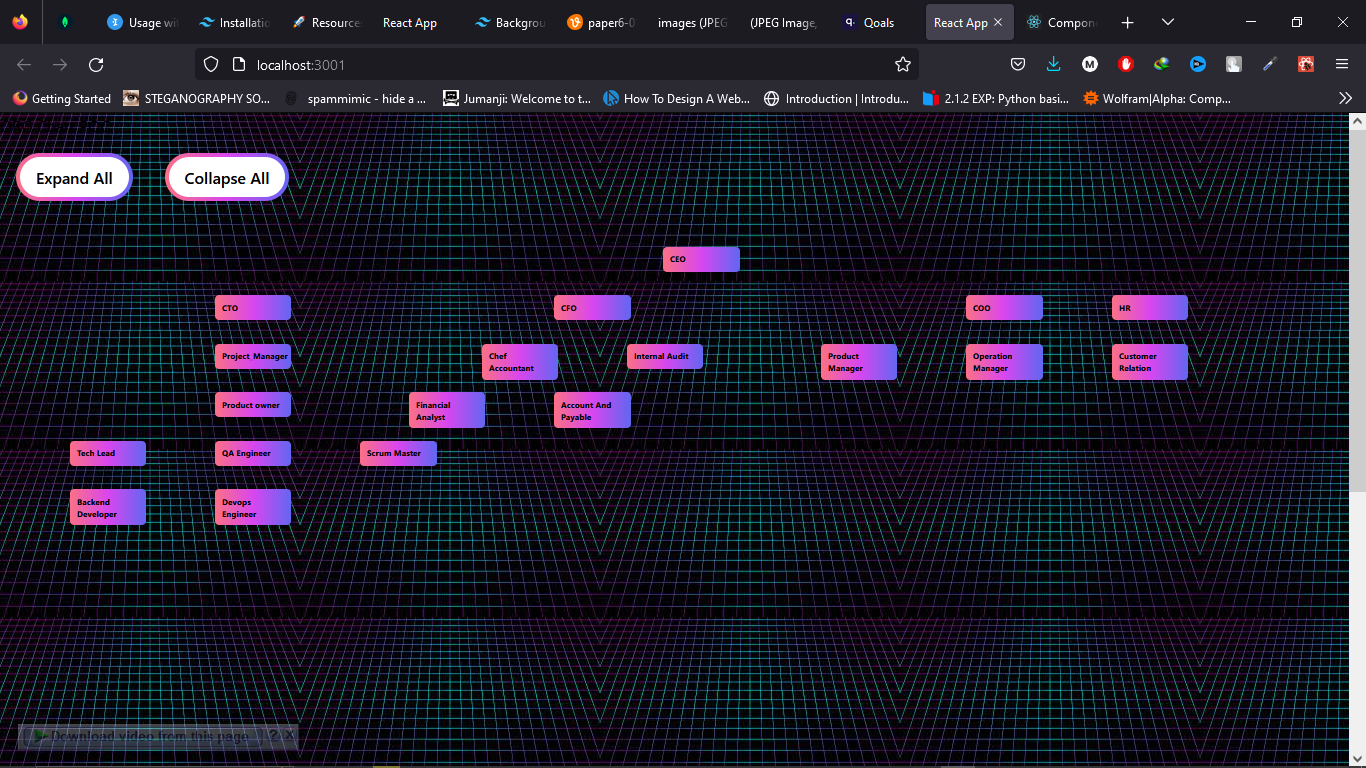 Usage wi
Installatio
Resource
React App
Backgrou
paper6-0
images (JPEG
(JPEG Image,
Qoals
React App
Compon
localhost:3001
Getting Started
STEGANOGRAPHY SO...
spammimic - hide a ...
Jumanji: Welcome to t...
How To Design A Web...
Introduction | Introdu...
2.1.2 EXP: Python basi...
Wolfram|Alpha: Comp...
Expand All
Collapse All
CEO
CTO
CFO
COO
HR
Project Manager
Chef
Accountant
Internal Audit
Product
Manager
Operation
Manager
Customer
Relation
Product owner
Financial
Analyst
Account And
Payable
Tech Lead
QA Engineer
Scrum Master
Backend
Developer
Devops
Engineer
Download video from this page ? X